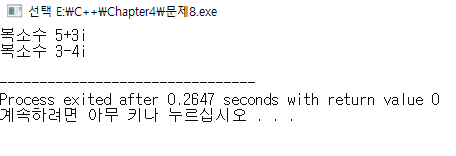 선택 E:\C++\Chapter4\문제8.exe
복소수 5+3i
복소수 3-4i
--------------------------------
Process exited after 0.2647 seconds with return value 0
계속하려면 아무 키나 누르십시오 . . .